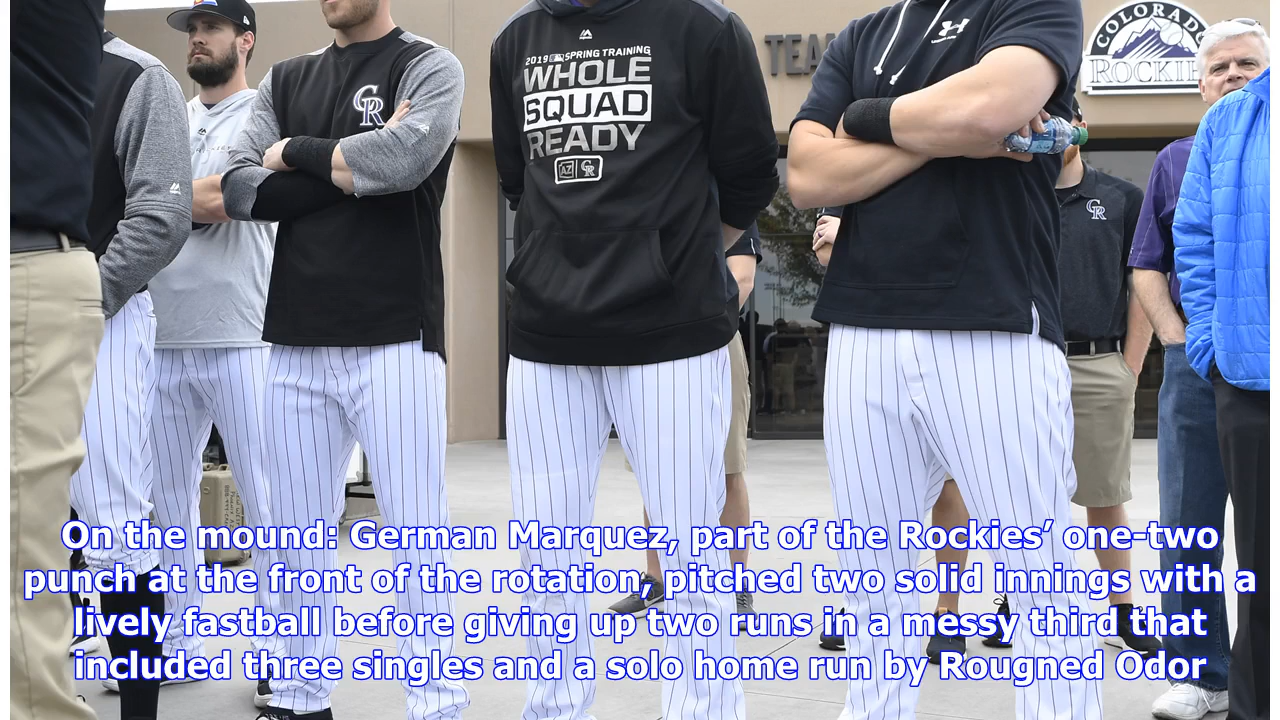 COLORADO
ROCKIES
TEAM
2019 SPRING TRAINING
WHOLE
SQUAD
READY
AZ CR
CR
CR
On the mound: German Marquez, part of the Rockies’ one-two
punch at the front of the rotation, pitched two solid innings with a
lively fastball before giving up two runs in a messy third that
included three singles and a solo home run by Rougned Odor